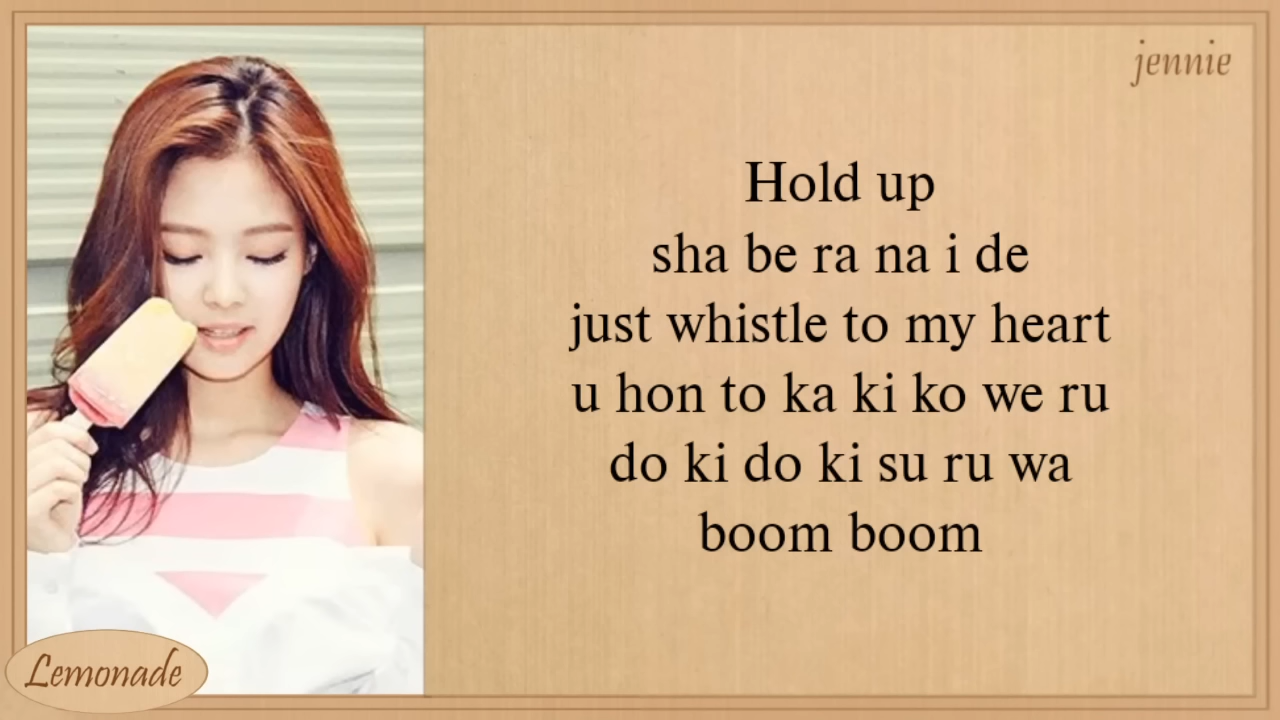 jennie
Hold up
sha be ra na i de
just whistle to my heart
u hon to ka ki ko we ru
do ki do ki su ru wa
boom boom
Lemonade